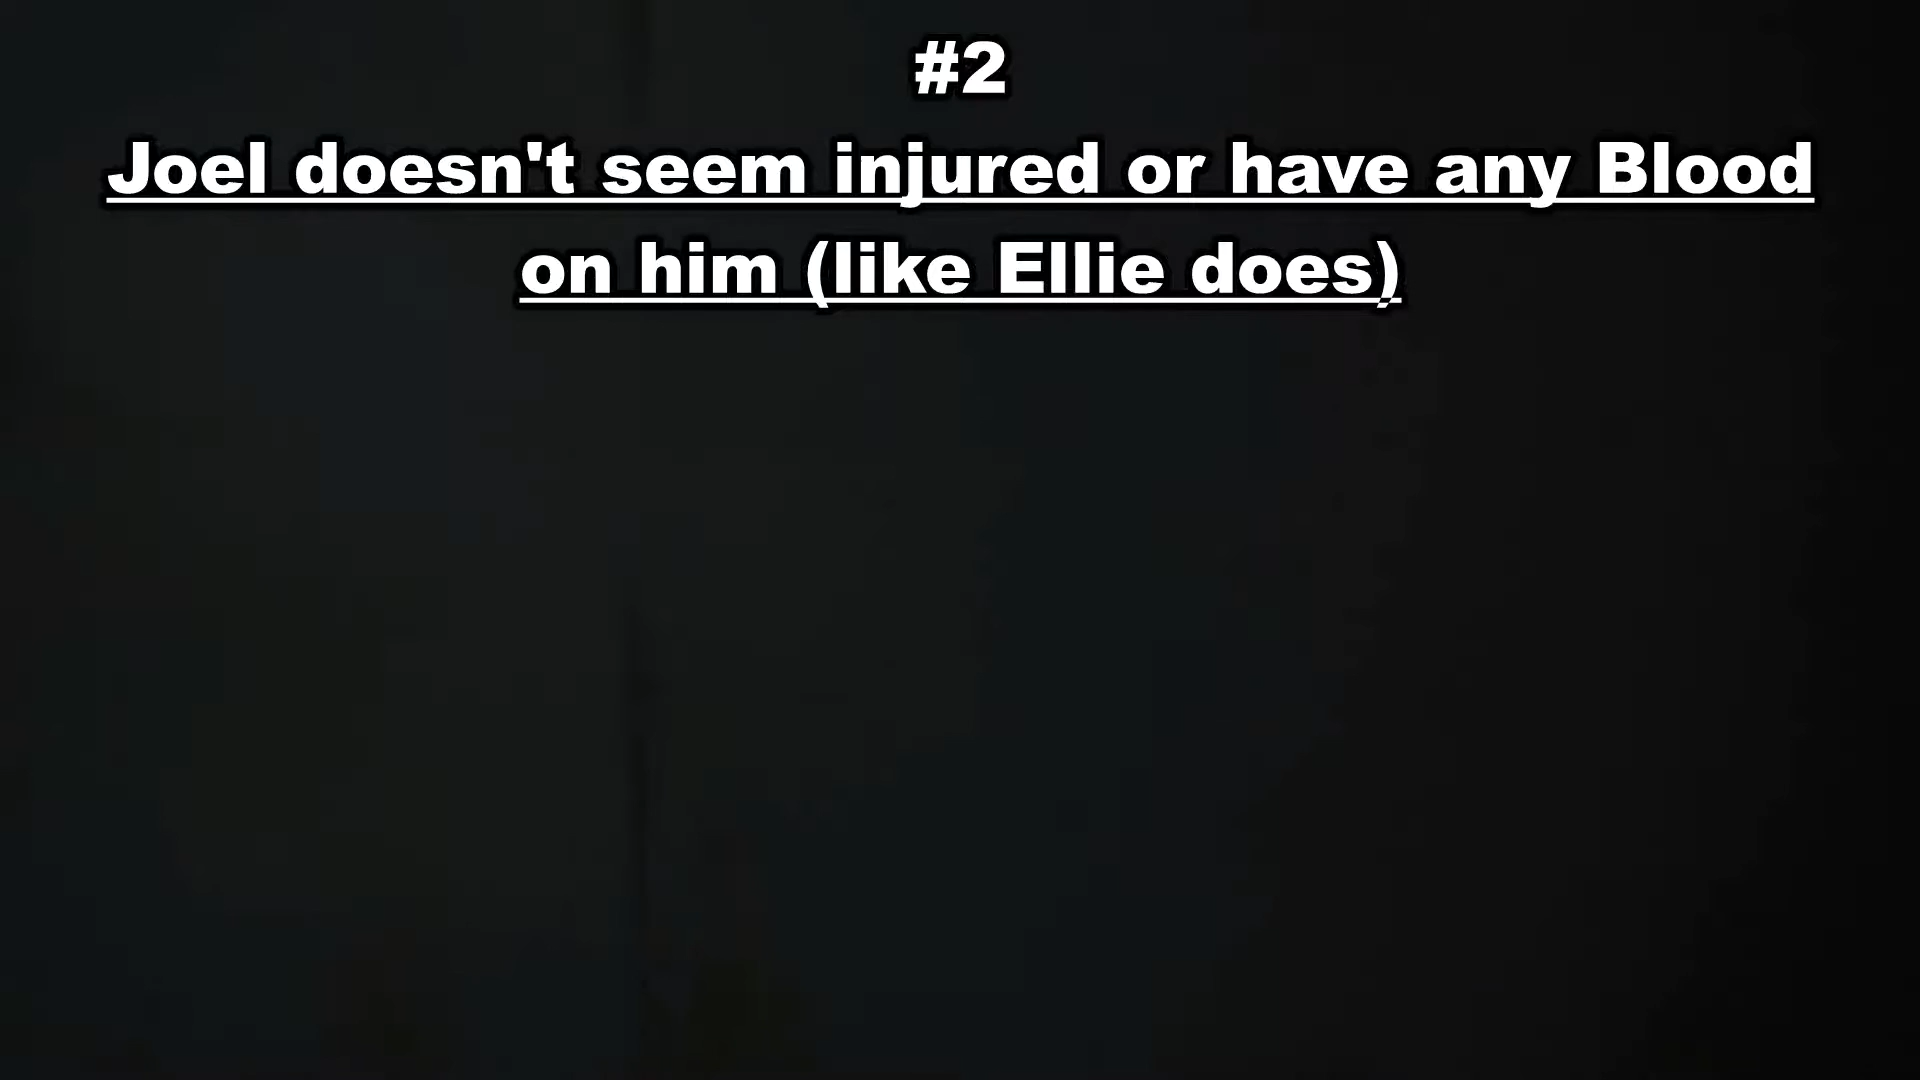 #2
Joel doesn't seem injured or have any Blood
on him (like Ellie does)